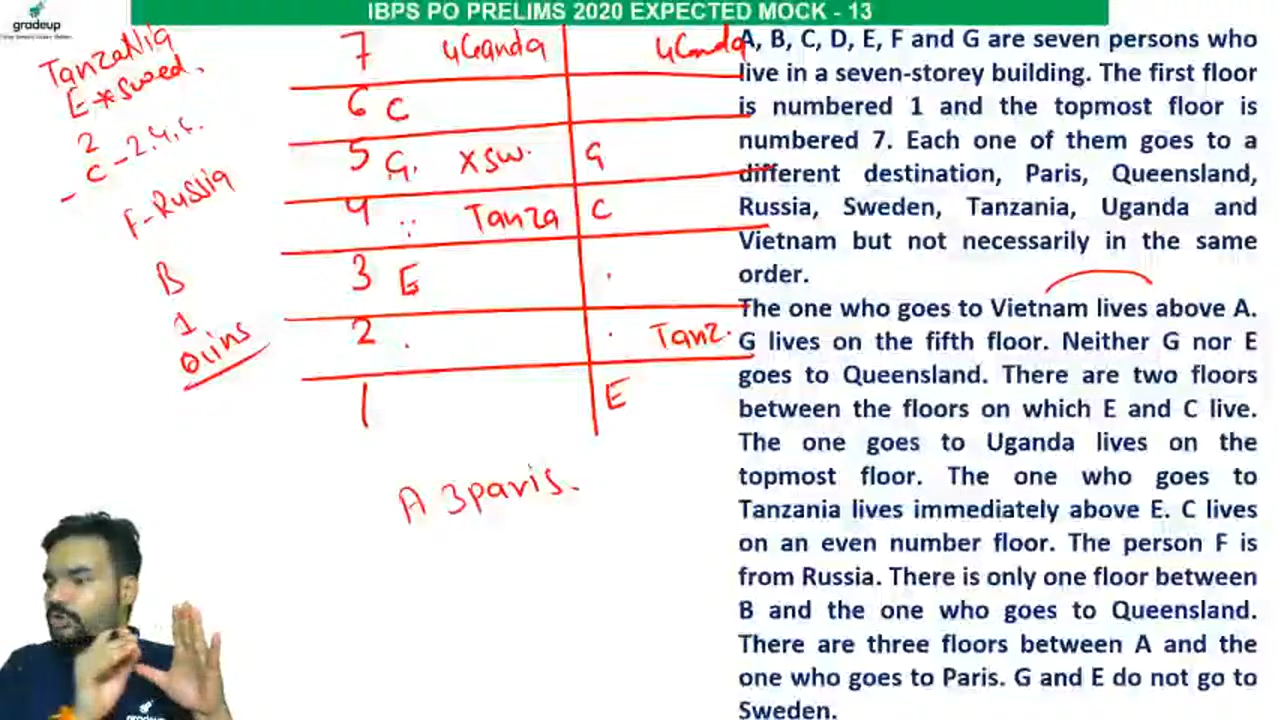 IBPS PO PRELIMS 2020 EXPECTED MOCK - 13
gradeup
TanzaNia
E * swed.
2
- C - 2.4.6.
F - Russia
B
1
Quins
7 uGanda uGanda
6 C
5 G. X Sw. G
4 Tanza C
3 E
2 Tanz.
1 E
A 3 paris.
A, B, C, D, E, F and G are seven persons who
live in a seven-storey building. The first floor
is numbered 1 and the topmost floor is
numbered 7. Each one of them goes to a
different destination, Paris, Queensland,
Russia, Sweden, Tanzania, Uganda and
Vietnam but not necessarily in the same
order.
The one who goes to Vietnam lives above A.
G lives on the fifth floor. Neither G nor E
goes to Queensland. There are two floors
between the floors on which E and C live.
The one goes to Uganda lives on the
topmost floor. The one who goes to
Tanzania lives immediately above E. C lives
on an even number floor. The person F is
from Russia. There is only one floor between
B and the one who goes to Queensland.
There are three floors between A and the
one who goes to Paris. G and E do not go to
Sweden.
gradeup